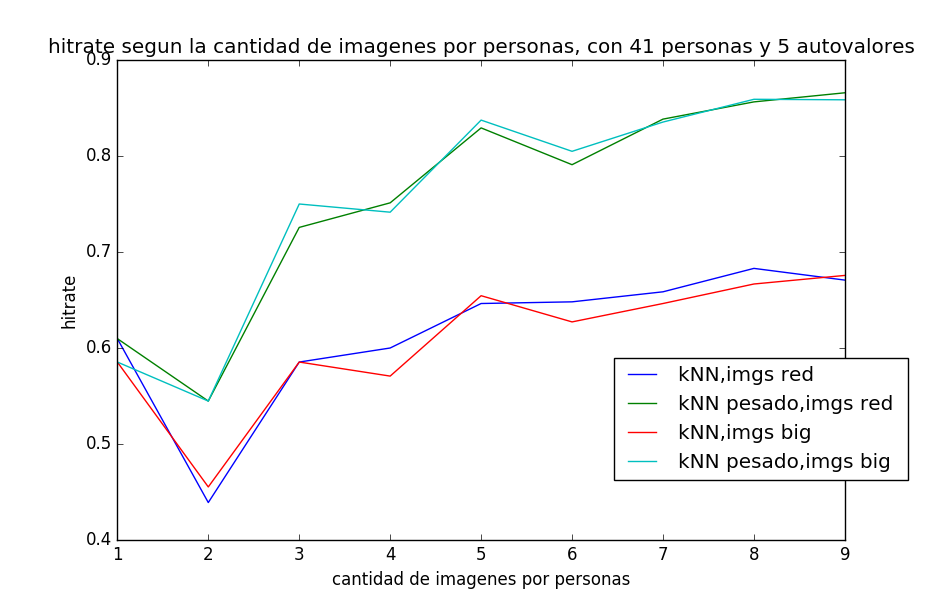 hitrate segun la cantidad de imagenes por personas, con 41 personas y 5 autovalores
0.9
0.8
0.7
0.6
0.5
0.4
hitrate
kNN,imgs red
kNN pesado,imgs red
kNN,imgs big
kNN pesado,imgs big
1 2 3 4 5 6 7 8 9
cantidad de imagenes por personas